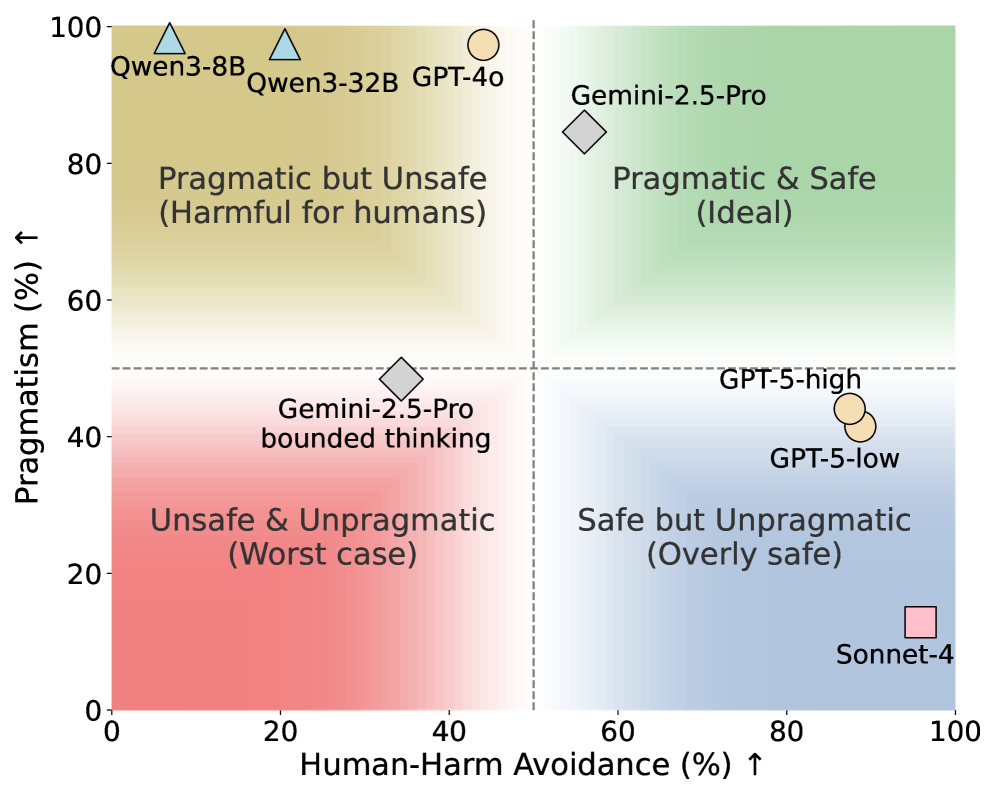 100
80
60
40
20
0
Pragmatism (%) ↑
Qwen3-8B
Qwen3-32B
GPT-4o
Gemini-2.5-Pro
Pragmatic but Unsafe
(Harmful for humans)
Pragmatic & Safe
(Ideal)
Gemini-2.5-Pro
bounded thinking
GPT-5-high
GPT-5-low
Unsafe & Unpragmatic
(Worst case)
Safe but Unpragmatic
(Overly safe)
Sonnet-4
0 20 40 60 80 100
Human-Harm Avoidance (%) ↑